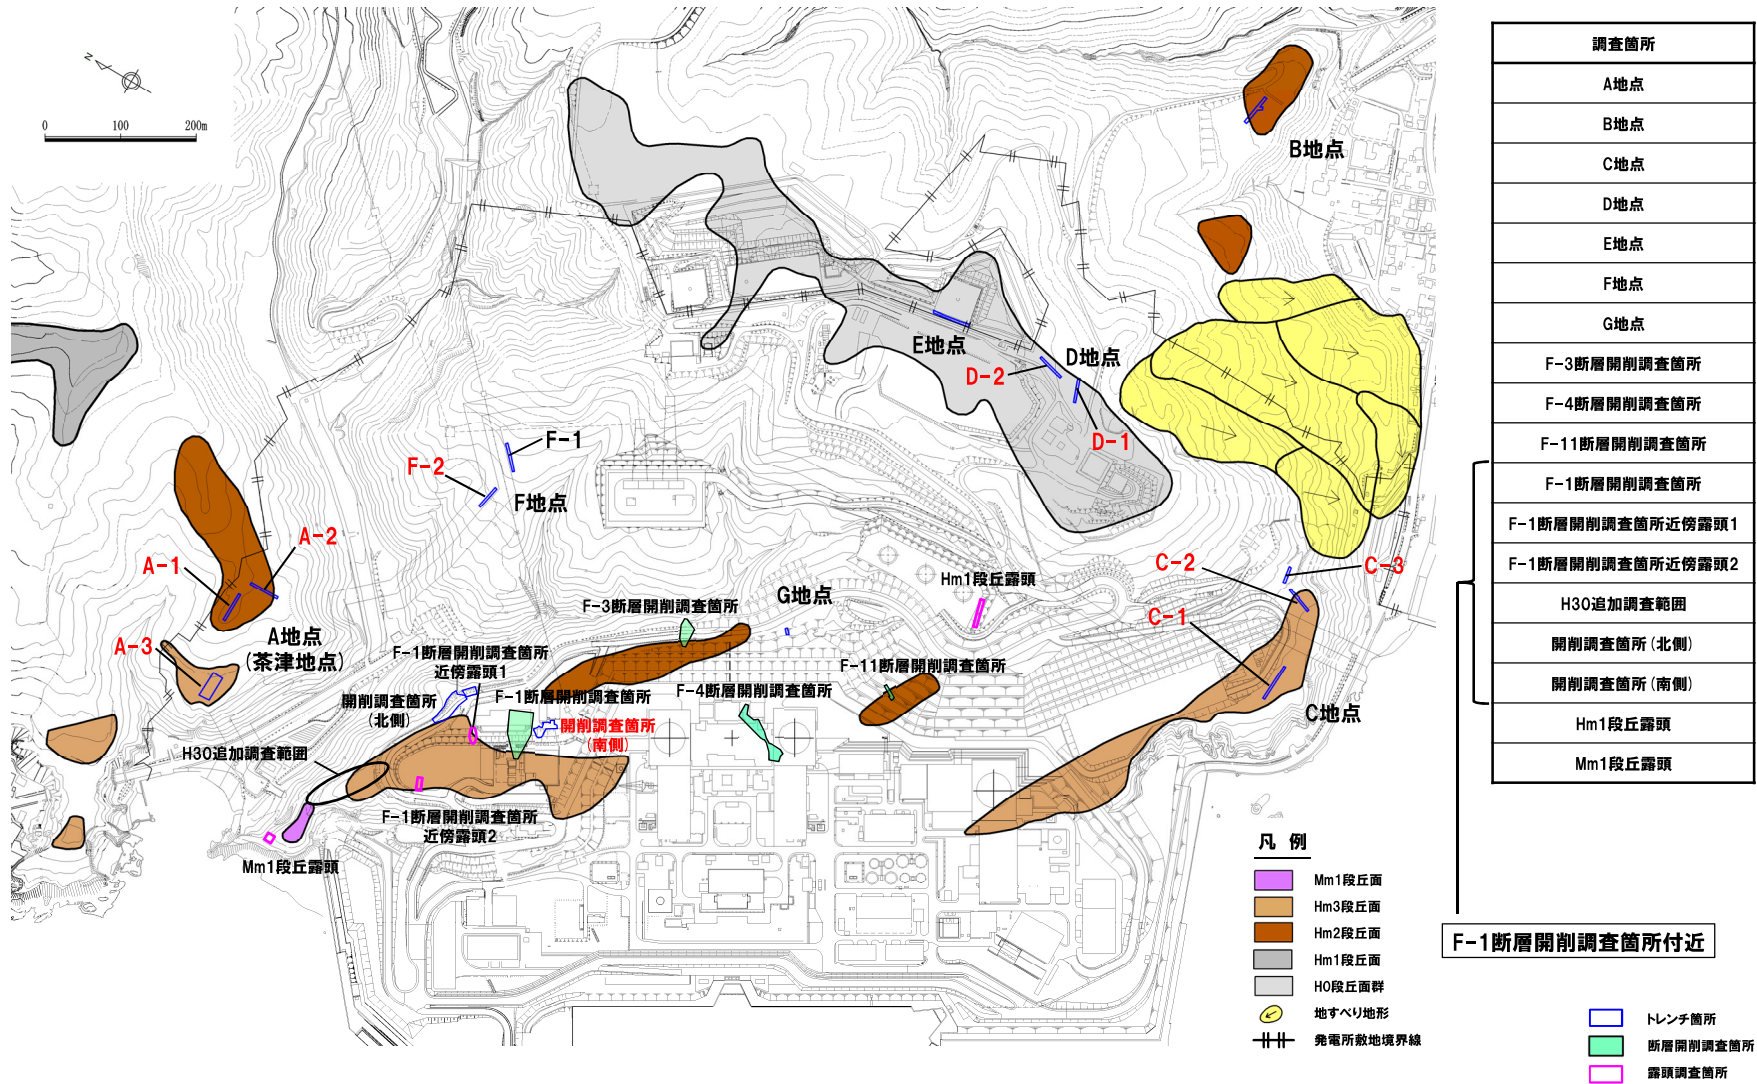 N
0 100 200m
B地点
E地点
D地点
D-2
D-1
F-1
F-2
F地点
A-2
A-1
A地点
(茶津地点)
A-3
C-2
C-3
C-1
C地点
Hm1段丘露頭
G地点
F-3断層開削調査箇所
F-1断層開削調査箇所
近傍露頭1
F-1断層開削調査箇所
F-4断層開削調査箇所
F-11断層開削調査箇所
開削調査箇所
(北側)
開削調査箇所
(南側)
H30追加調査範囲
F-1断層開削調査箇所
近傍露頭2
Mm1段丘露頭
凡 例
Mm1段丘面
Hm3段丘面
Hm2段丘面
Hm1段丘面
H0段丘面群
地すべり地形
発電所敷地境界線
調査箇所
A地点
B地点
C地点
D地点
E地点
F地点
G地点
F-3断層開削調査箇所
F-4断層開削調査箇所
F-11断層開削調査箇所
F-1断層開削調査箇所
F-1断層開削調査箇所近傍露頭1
F-1断層開削調査箇所近傍露頭2
H30追加調査範囲
開削調査箇所(北側)
開削調査箇所(南側)
Hm1段丘露頭
Mm1段丘露頭
F-1断層開削調査箇所付近
トレンチ箇所
断層開削調査箇所
露頭調査箇所